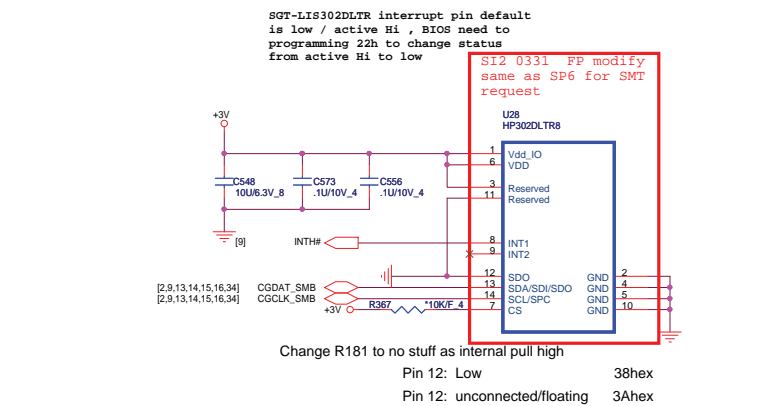 SGT-LIS302DLTR interrupt pin default
is low / active Hi , BIOS need to
programming 22h to change status
from active Hi to low
SI2 0331 FP modify
same as SP6 for SMT
request
U28
HP302DLTR8
+3V
1 Vdd_IO
6 VDD
C548
10U/6.3V_8
C573
.1U/10V_4
C556
.1U/10V_4
3 Reserved
11 Reserved
[9] INTH#
8 INT1
9 INT2
12 SDO GND 2
[2,9,13,14,15,16,34] CGDAT_SMB 13 SDA/SDI/SDO GND 4
[2,9,13,14,15,16,34] CGCLK_SMB 14 SCL/SPC GND 5
+3V R367 *10K/F_4 7 CS GND 10
Change R181 to no stuff as internal pull high
Pin 12: Low 38hex
Pin 12: unconnected/floating 3Ahex